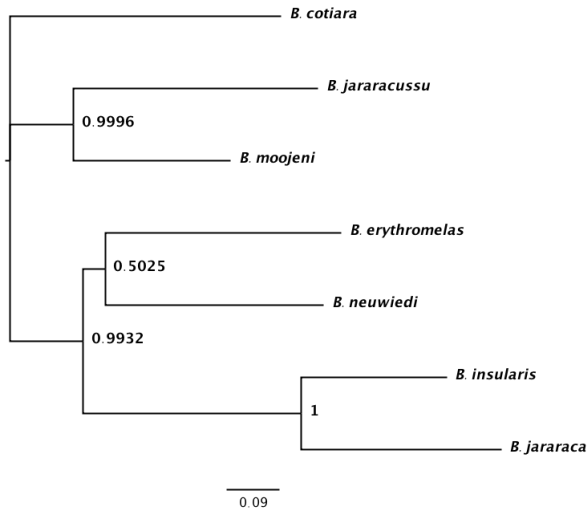 B. cotiara
B. jararacussu
0.9996
B. moojeni
B. erythromelas
0.5025
B. neuwiedi
0.9932
B. insularis
1
B. jararaca
0.09